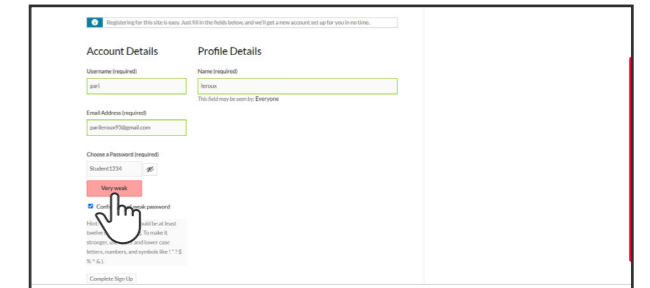 Registering for this site is easy. Just fill in the fields below, and we'll get a new account set up for you in no time.
Account Details
Profile Details
Username (required)
Name (required)
pari
leroux
This field may be seen by: Everyone
Email Address (required)
parileroux93@gmail.com
Choose a Password (required)
Student1234
Very weak
weak password
be at least
twelve To make it
stronger, and lower case
letters, numbers, and symbols like ! " ? $
% ^ & ).
Complete Sign Up